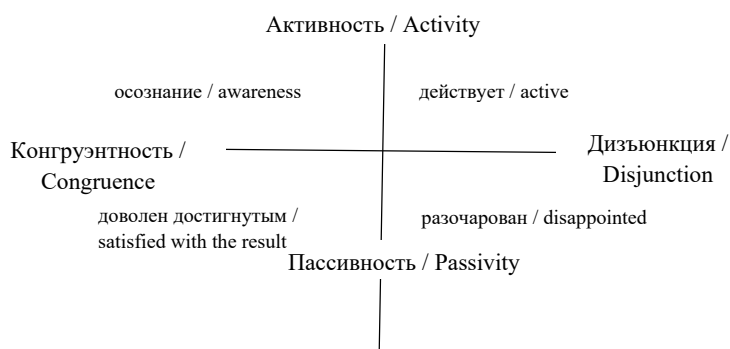 Активность / Activity
осознание / awareness
действует / active
Конгруэнтность /
Congruence
Дизъюнкция /
Disjunction
доволен достигнутым /
satisfied with the result
разочарован / disappointed
Пассивность / Passivity